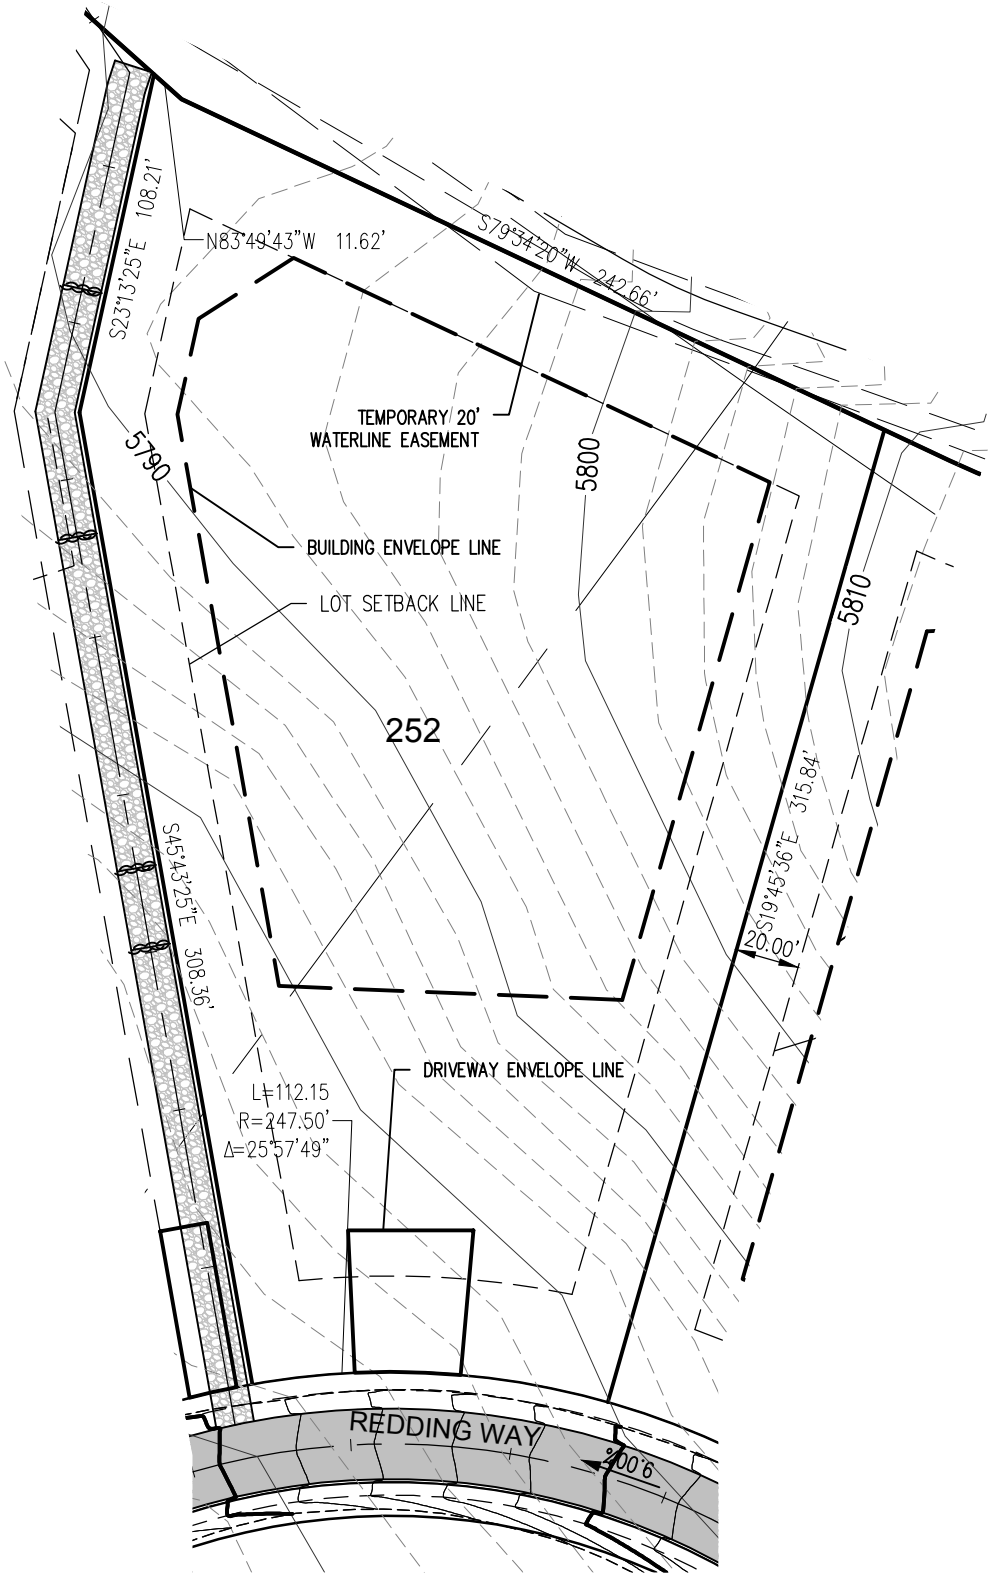 S23°13'25"E 108.21'
N83°49'43"W 11.62'
S79°34'20"W 242.66'
TEMPORARY 20'
WATERLINE EASEMENT
5790
5800
5810
BUILDING ENVELOPE LINE
LOT SETBACK LINE
252
S45°43'25"E 308.36'
S19°45'36"E 315.84'
20.00'
DRIVEWAY ENVELOPE LINE
L=112.15
R=247.50'
Δ=25°57'49"
REDDING WAY
9.00%